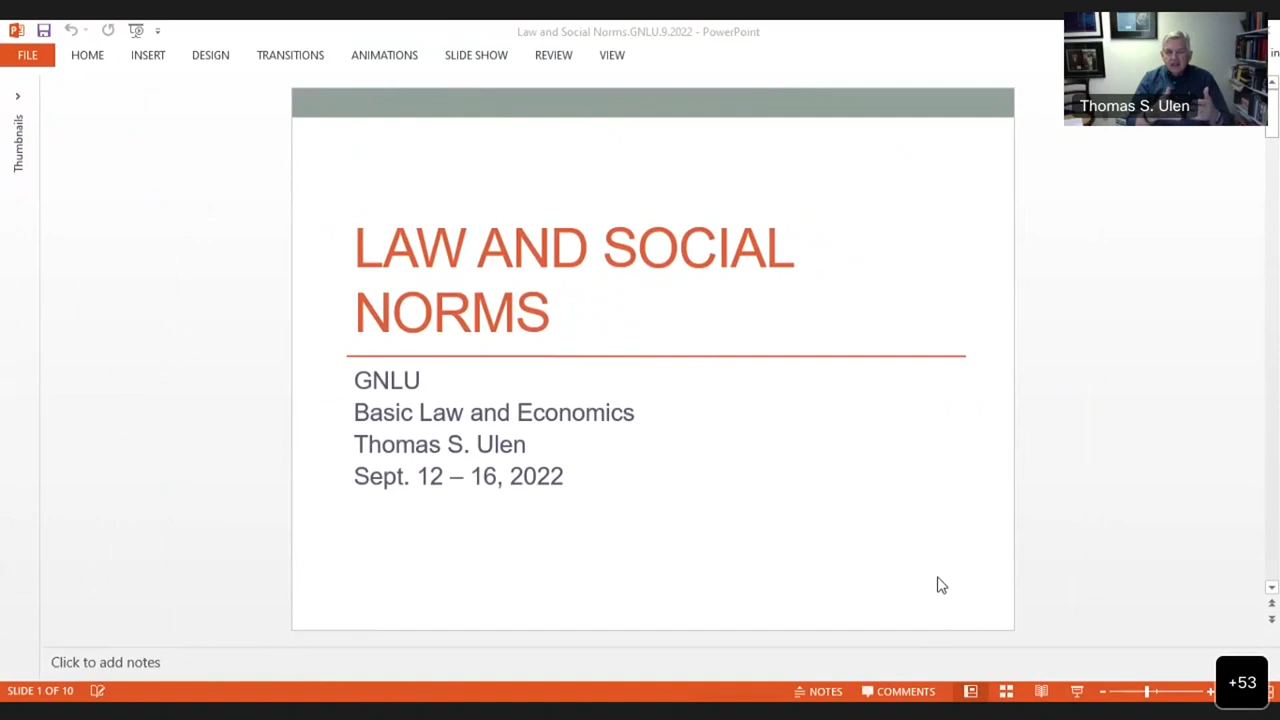 Law and Social Norms.GNLU.9.2022 - PowerPoint
in
FILE HOME INSERT DESIGN TRANSITIONS ANIMATIONS SLIDE SHOW REVIEW VIEW
Thomas S. Ulen
Thumbnails
LAW AND SOCIAL
NORMS
GNLU
Basic Law and Economics
Thomas S. Ulen
Sept. 12 – 16, 2022
Click to add notes
SLIDE 1 OF 10 NOTES COMMENTS
+53